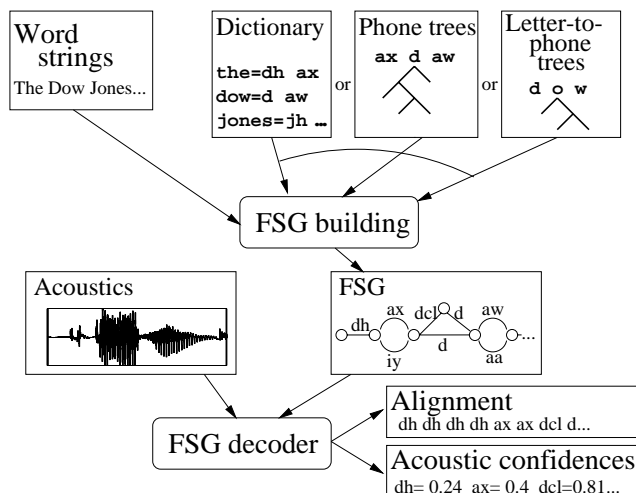 Word
strings
The Dow Jones...
Dictionary
the=dh ax
dow=d aw
jones=jh ...
or
Phone trees
ax d aw
or
Letter-to-
phone
trees
d o w
FSG building
Acoustics
FSG
dh
ax
iy
dcl
d
d
aw
aa
...
FSG decoder
Alignment
dh dh dh dh ax ax dcl d...
Acoustic confidences
dh= 0.24 ax= 0.4 dcl=0.81...